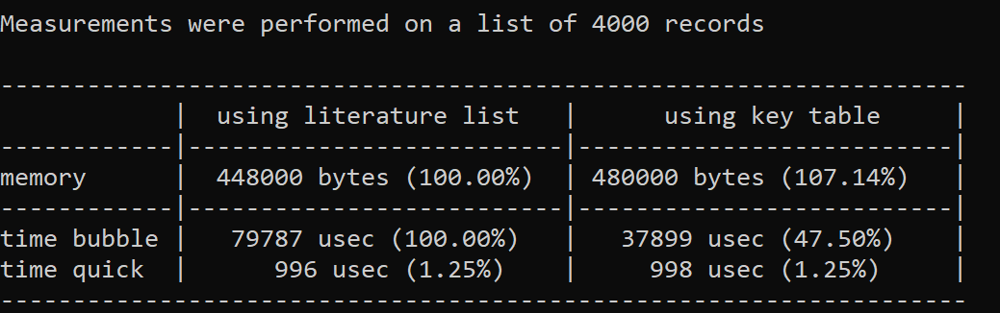 Measurements were performed on a list of 4000 records
--------------------------------------------------------------------
            |  using literature list   |      using key table     |
------------|--------------------------|--------------------------|
memory      |  448000 bytes (100.00%)  | 480000 bytes (107.14%)   |
------------|--------------------------|--------------------------|
time bubble |   79787 usec (100.00%)   |   37899 usec (47.50%)    |
time quick  |      996 usec (1.25%)    |     998 usec (1.25%)     |
--------------------------------------------------------------------